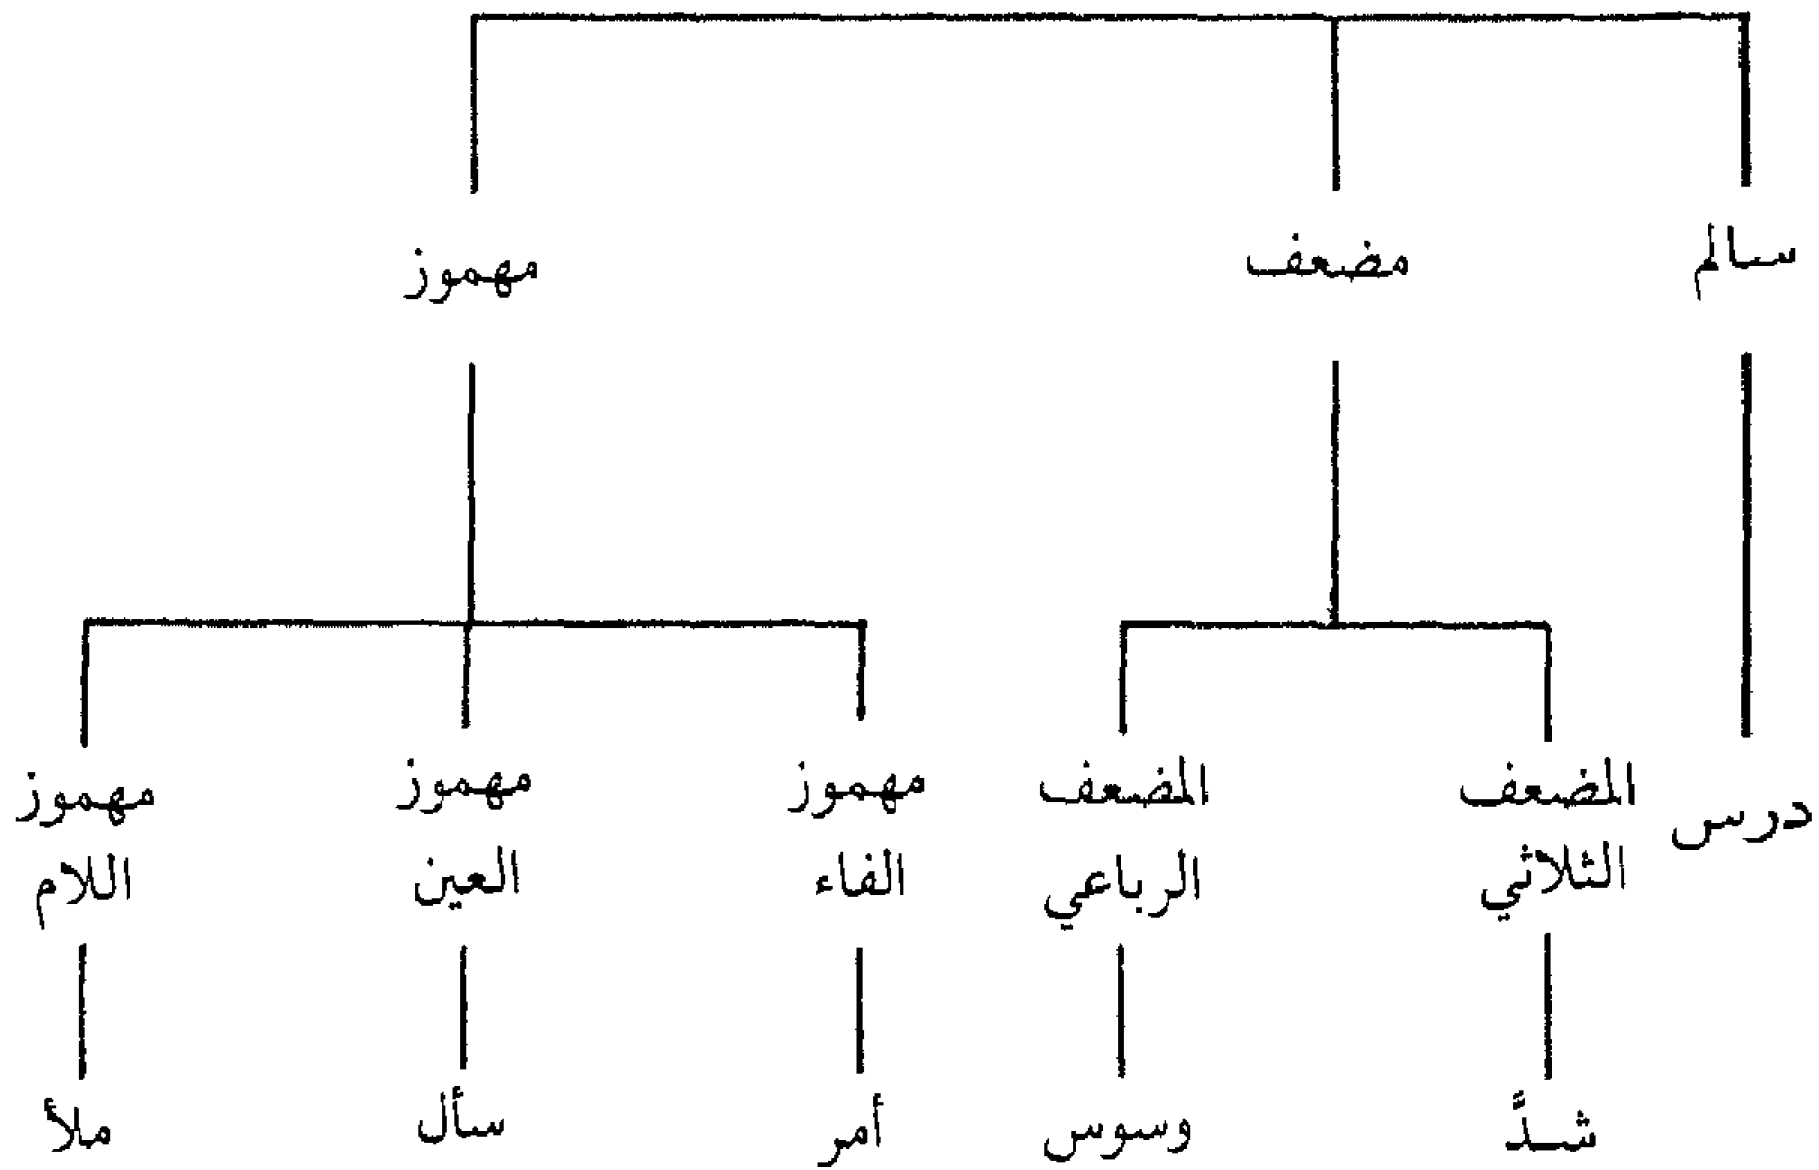 سالم
مضعف
مهموز
درس
المضعف
الثلاثي
المضعف
الرباعي
مهموز
الفاء
مهموز
العين
مهموز
اللام
شدَّ
وسوس
أمر
سأل
ملأ